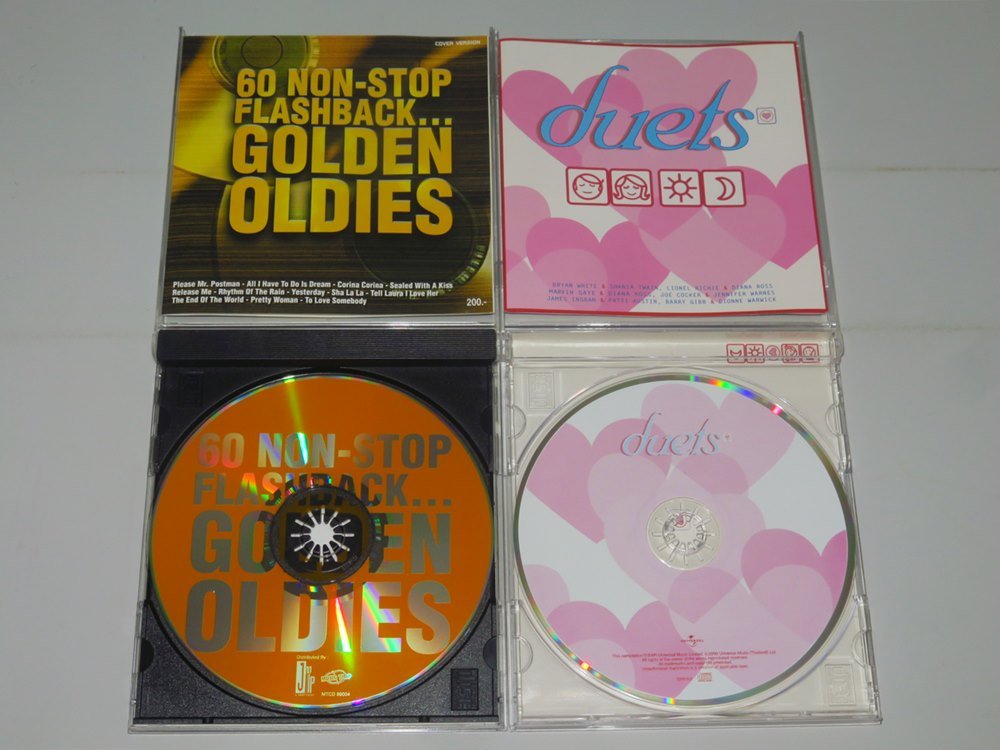 COVER VERSION
60 NON-STOP
FLASHBACK...
GOLDEN
OLDIES
Please Mr. Postman - All I Have To Do Is Dream - Corina Corina - Sealed With A Kiss
Release Me - Rhythm Of The Rain - Yesterday - Sha La La - Tell Laura I Love Her
The End Of The World - Pretty Woman - To Love Somebody
200.-
duets
BRYAN WHITE & SHANIA TWAIN, LIONEL RICHIE & DIANA ROSS
MARVIN GAYE & DIANA ROSS, JOE COCKER & JENNIFER WARNES
JAMES INGRAM & PATTI AUSTIN, BARRY GIBB & DIONNE WARWICK
60 NON-STOP
FLASHBACK...
GOLDEN
OLDIES
Distributed By :
MTCD 99004
duets
UNIVERSAL